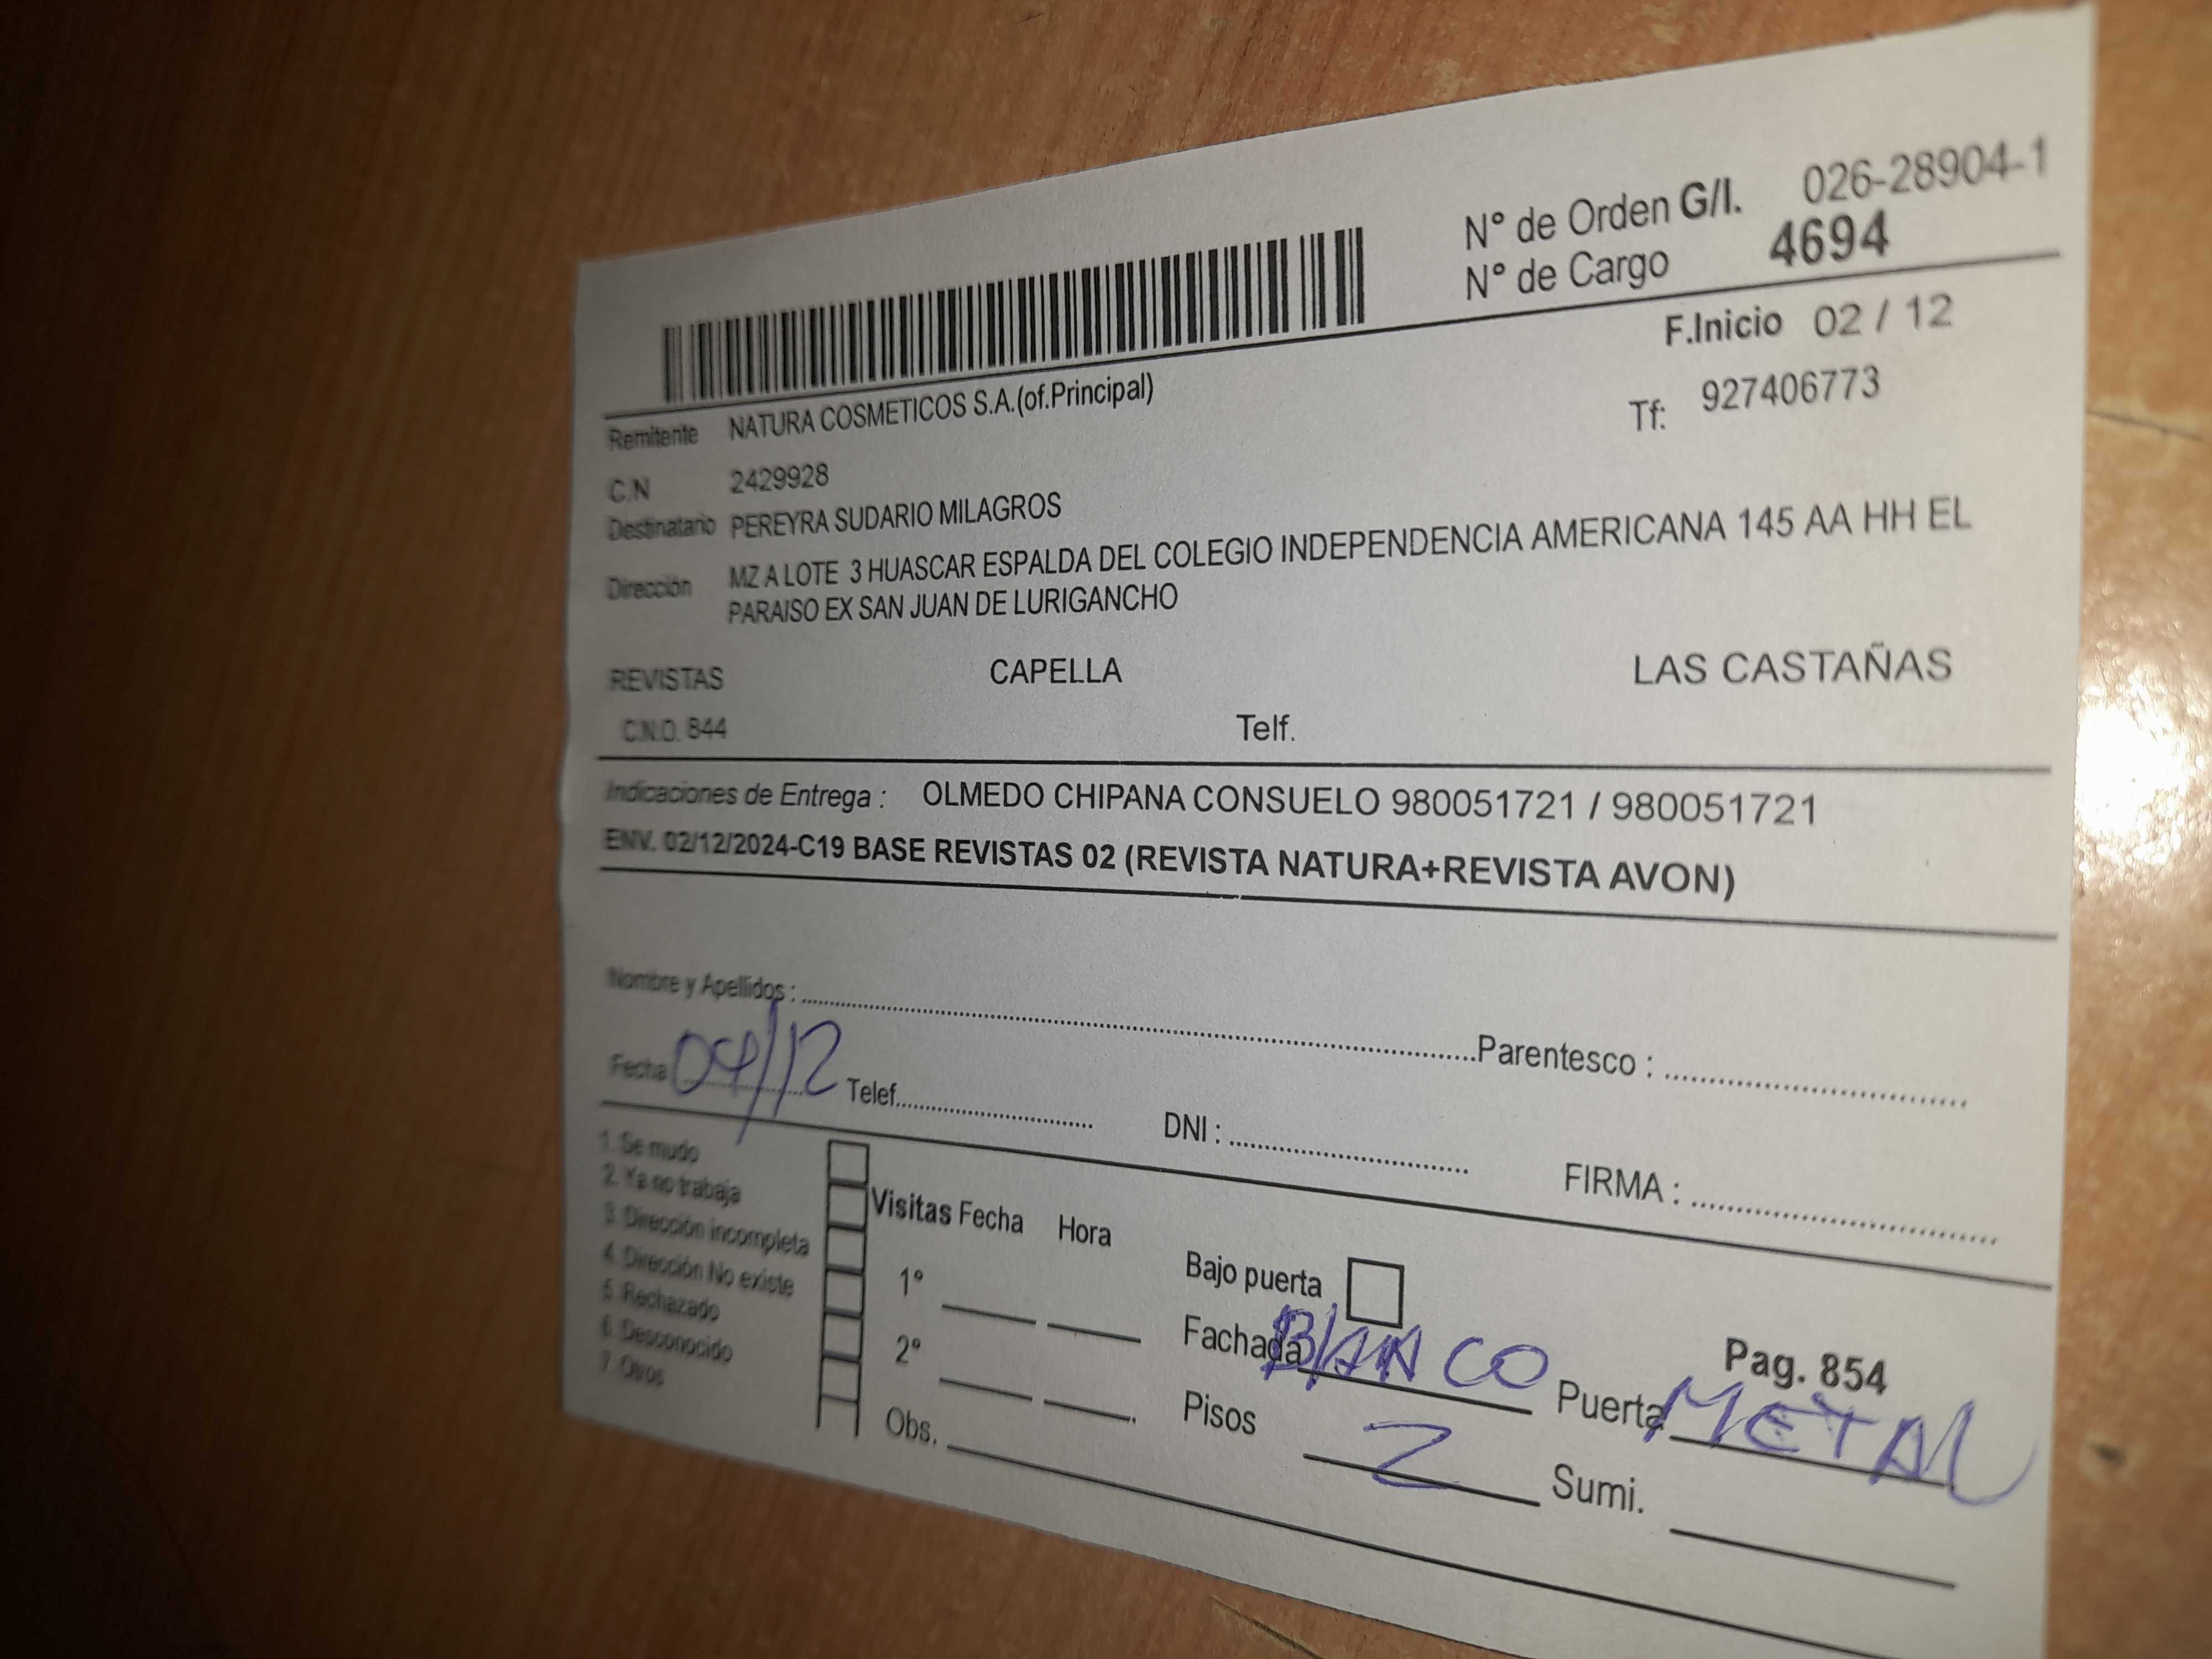 N° de Orden G/I. 026-28904-1
N° de Cargo 4694
F.Inicio 02 / 12
Remitente NATURA COSMETICOS S.A.(of.Principal)
Tf: 927406773
C.N 2429928
Destinatario PEREYRA SUDARIO MILAGROS
Dirección MZ A LOTE 3 HUASCAR ESPALDA DEL COLEGIO INDEPENDENCIA AMERICANA 145 AA HH EL
PARAISO EX SAN JUAN DE LURIGANCHO
REVISTAS CAPELLA LAS CASTAÑAS
C.N.O. 844 Telf.
Indicaciones de Entrega : OLMEDO CHIPANA CONSUELO 980051721 / 980051721
ENV. 02/12/2024-C19 BASE REVISTAS 02 (REVISTA NATURA+REVISTA AVON)
Nombre y Apellidos : Parentesco :
Fecha 04/12 Telef. DNI : FIRMA :
1. Se mudo
2. Ya no trabaja
3. Dirección incompleta
4. Dirección No existe
5. Rechazado
6. Desconocido
7. Otros
Visitas Fecha Hora
1°
2°
Obs.
Bajo puerta
Fachada BLANCO Puerta METAL
Pisos 2 Sumi.
Pag. 854